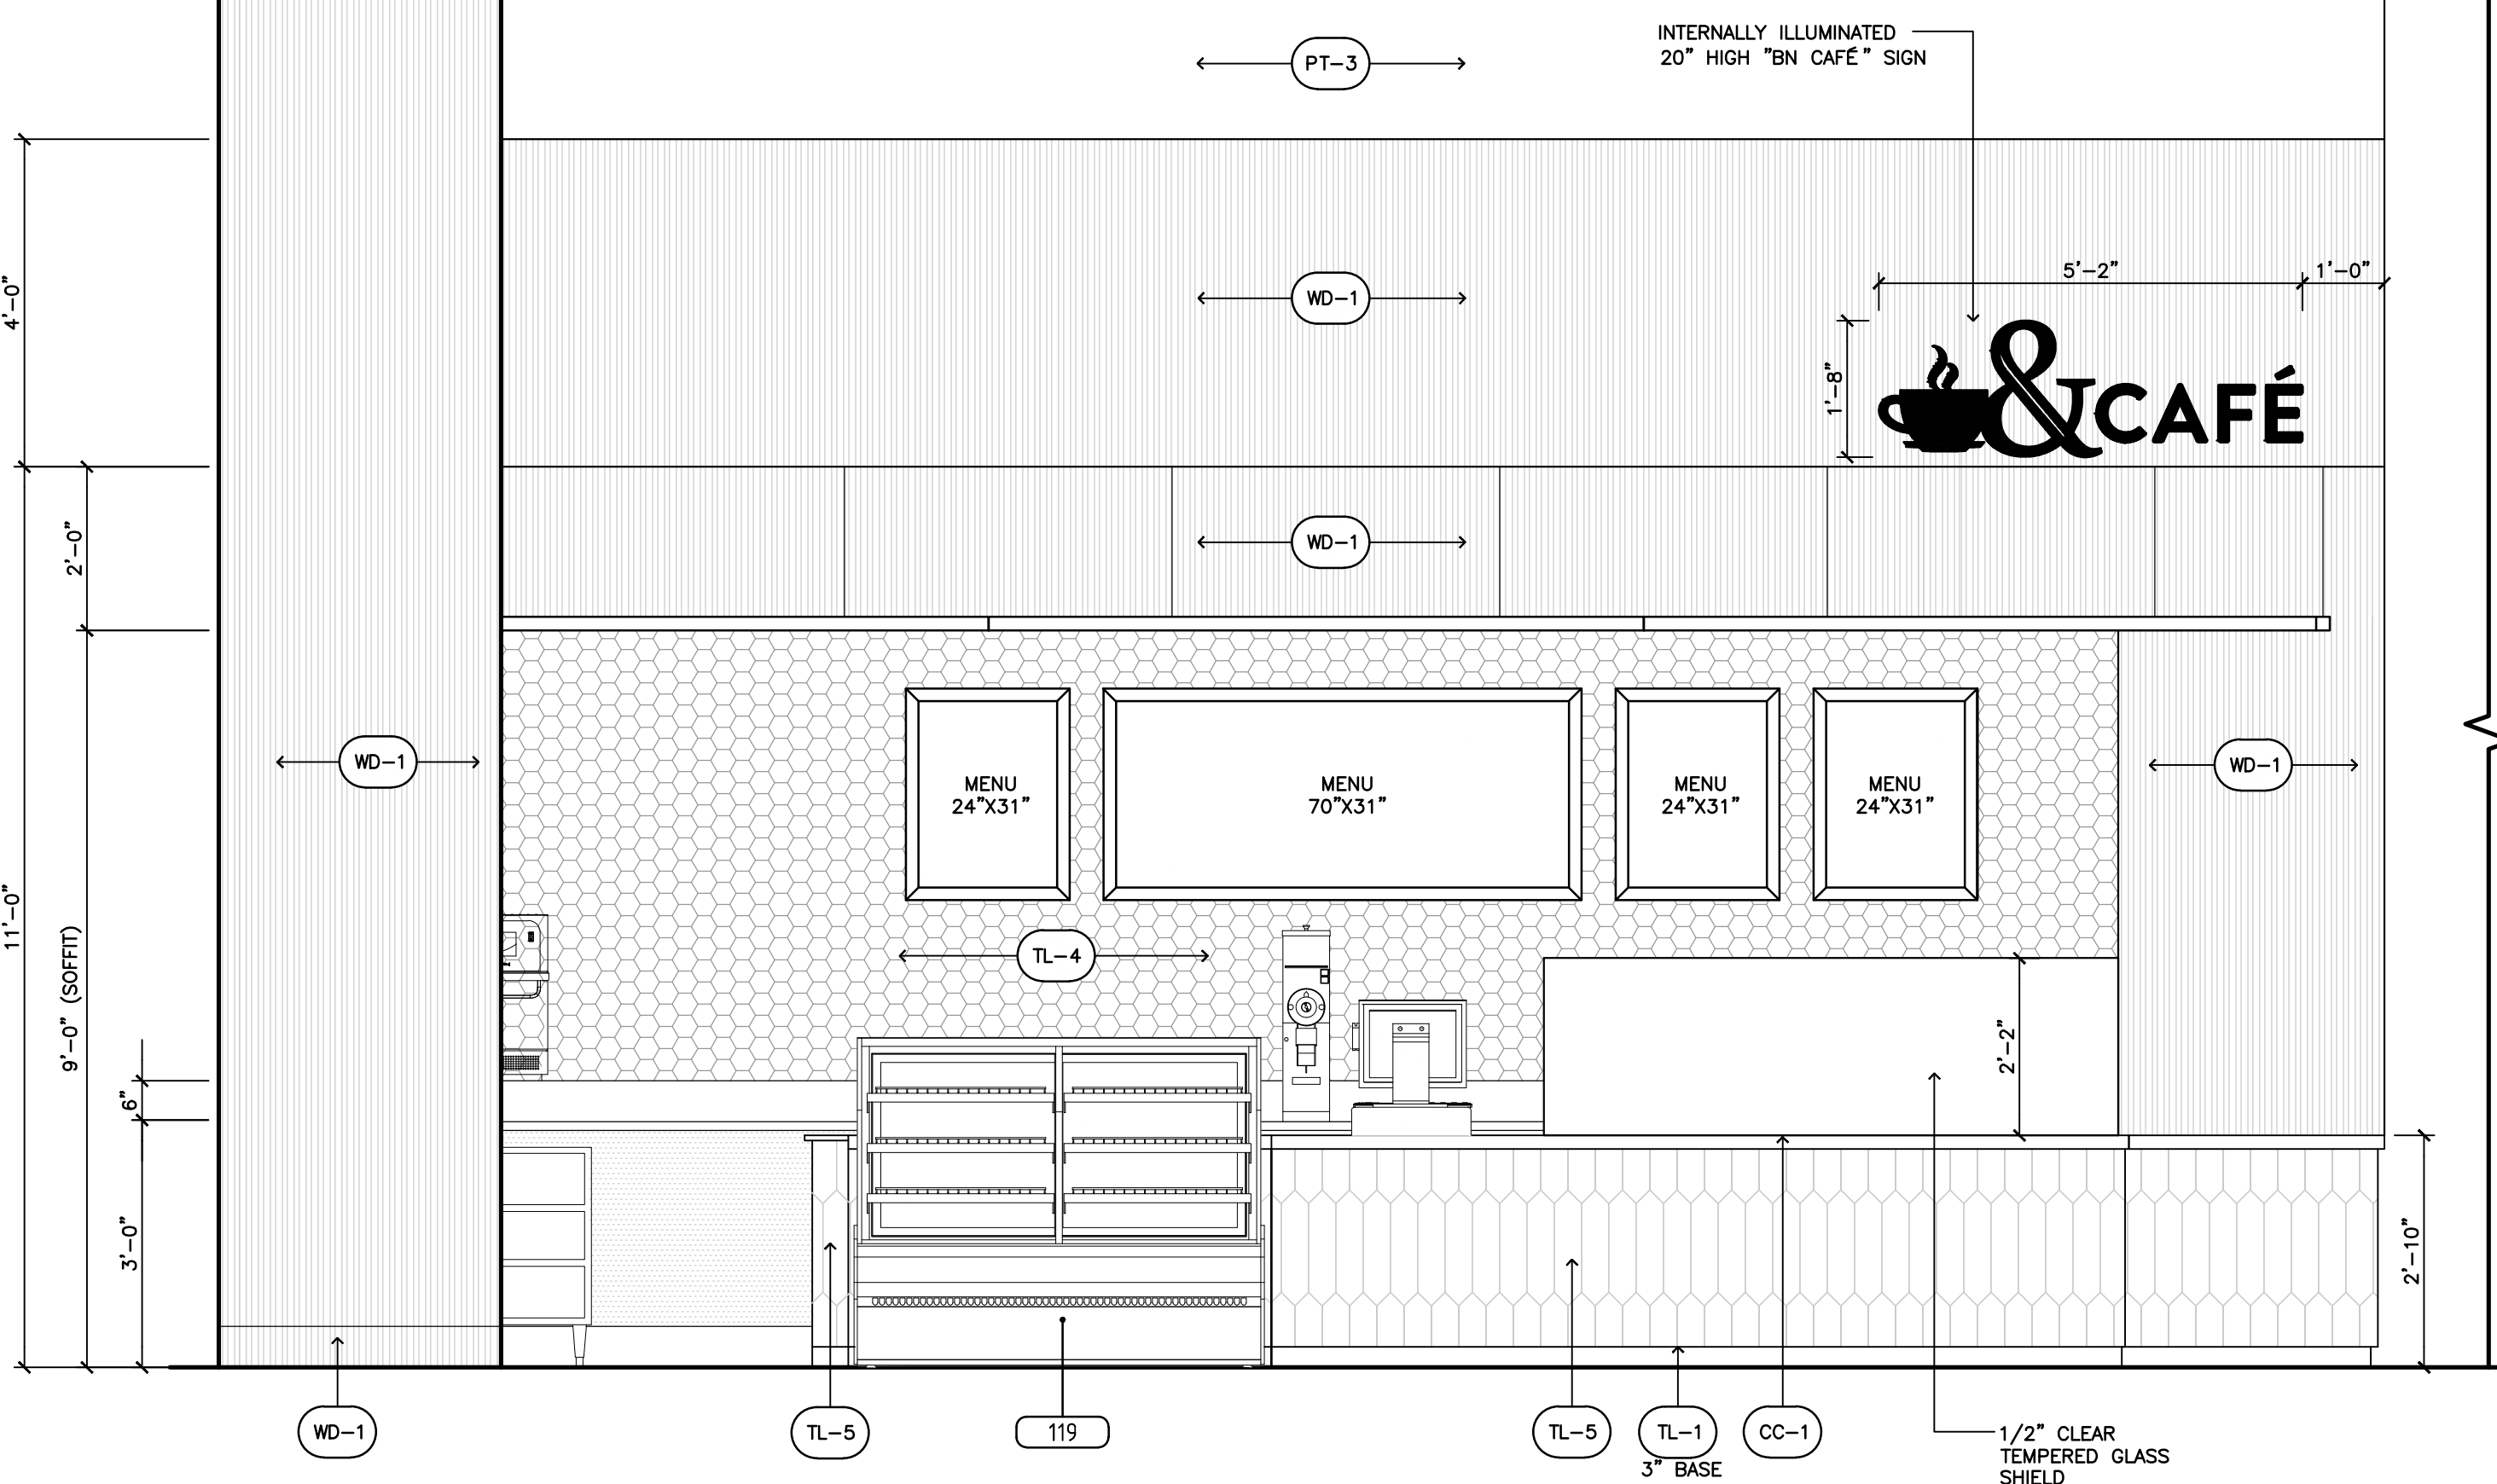 INTERNALLY ILLUMINATED
20" HIGH "BN CAFÉ" SIGN
PT-3
4'-0"
WD-1
5'-2"
1'-0"
1'-8"
&CAFÉ
2'-0"
WD-1
WD-1
MENU
24"X31"
MENU
70"X31"
MENU
24"X31"
MENU
24"X31"
WD-1
11'-0"
9'-0" (SOFFIT)
TL-4
2'-2"
6"
3'-0"
2'-10"
WD-1
TL-5
119
TL-5
TL-1
3" BASE
CC-1
1/2" CLEAR
TEMPERED GLASS
SHIELD